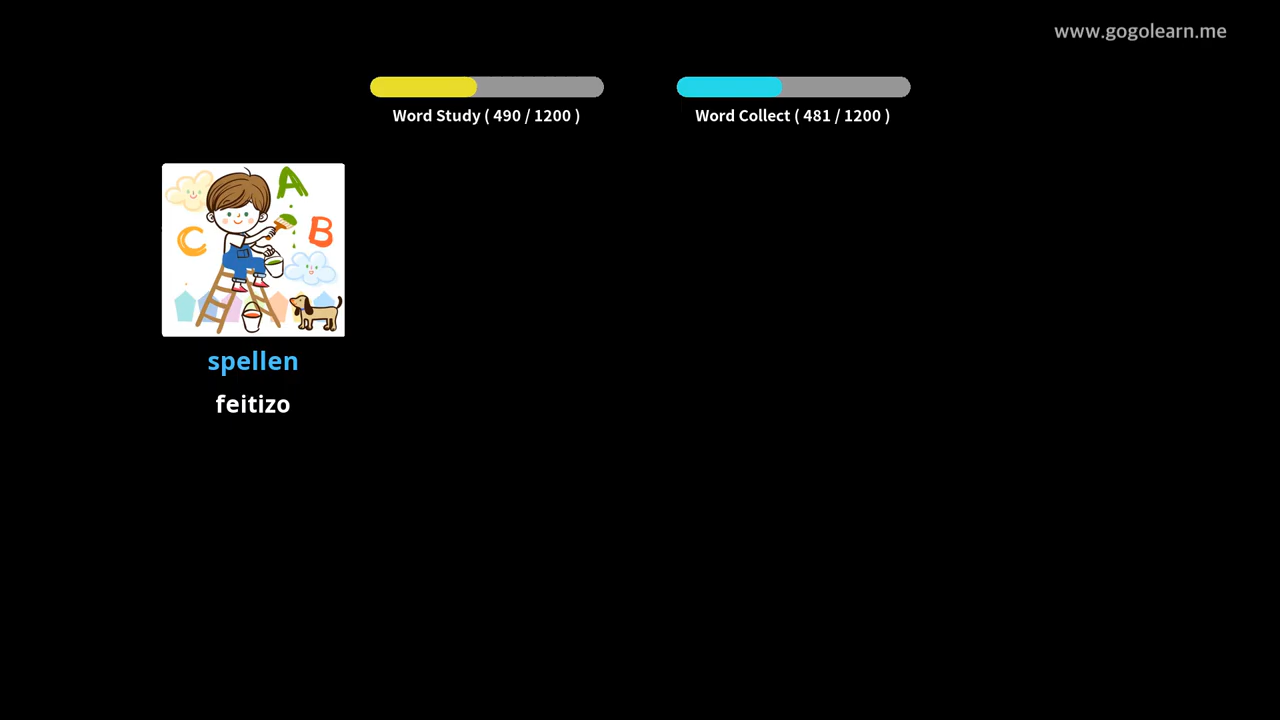 www.gogolearn.me
Word Study ( 490 / 1200 )
Word Collect ( 481 / 1200 )
A
B
C
spellen
feitizo